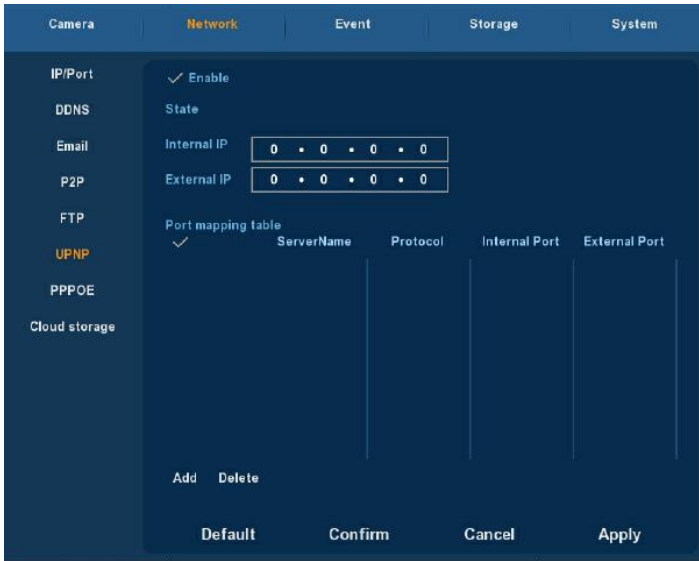 Camera Network Event Storage System
IP/Port
DDNS
Email
P2P
FTP
UPNP
PPPOE
Cloud storage
Enable
State
Internal IP 0 . 0 . 0 . 0
External IP 0 . 0 . 0 . 0
Port mapping table
ServerName Protocol Internal Port External Port
Add Delete
Default Confirm Cancel Apply